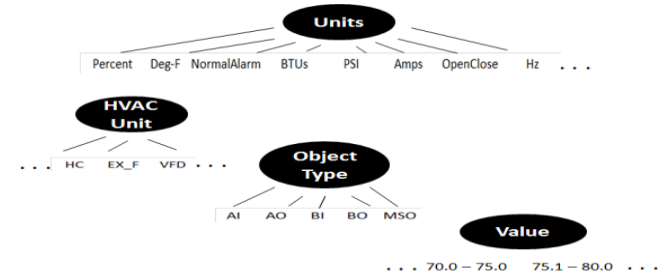 Units
Percent Deg-F NormalAlarm BTUs PSI Amps OpenClose Hz . . .
HVAC
Unit
. . . HC EX_F VFD . . .
Object
Type
AI AO BI BO MSO
Value
. . . 70.0 – 75.0 75.1 – 80.0 . . .